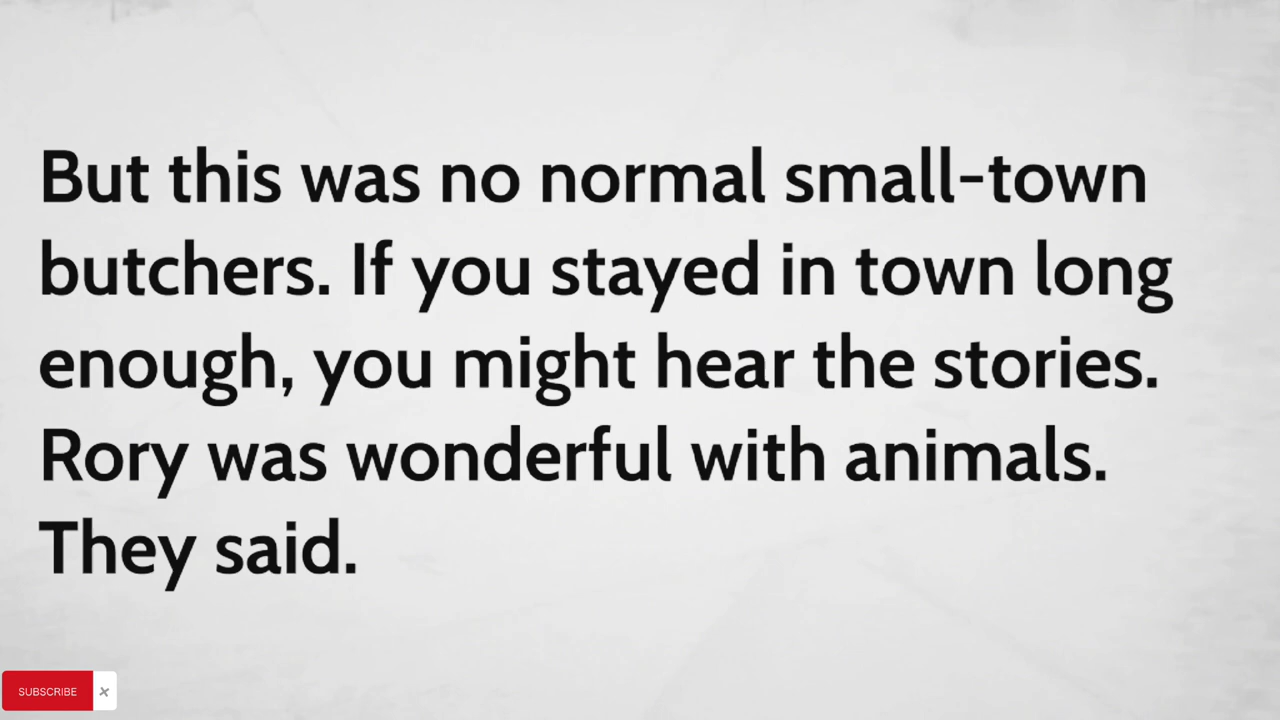 But this was no normal small-town
butchers. If you stayed in town long
enough, you might hear the stories.
Rory was wonderful with animals.
They said.
SUBSCRIBE